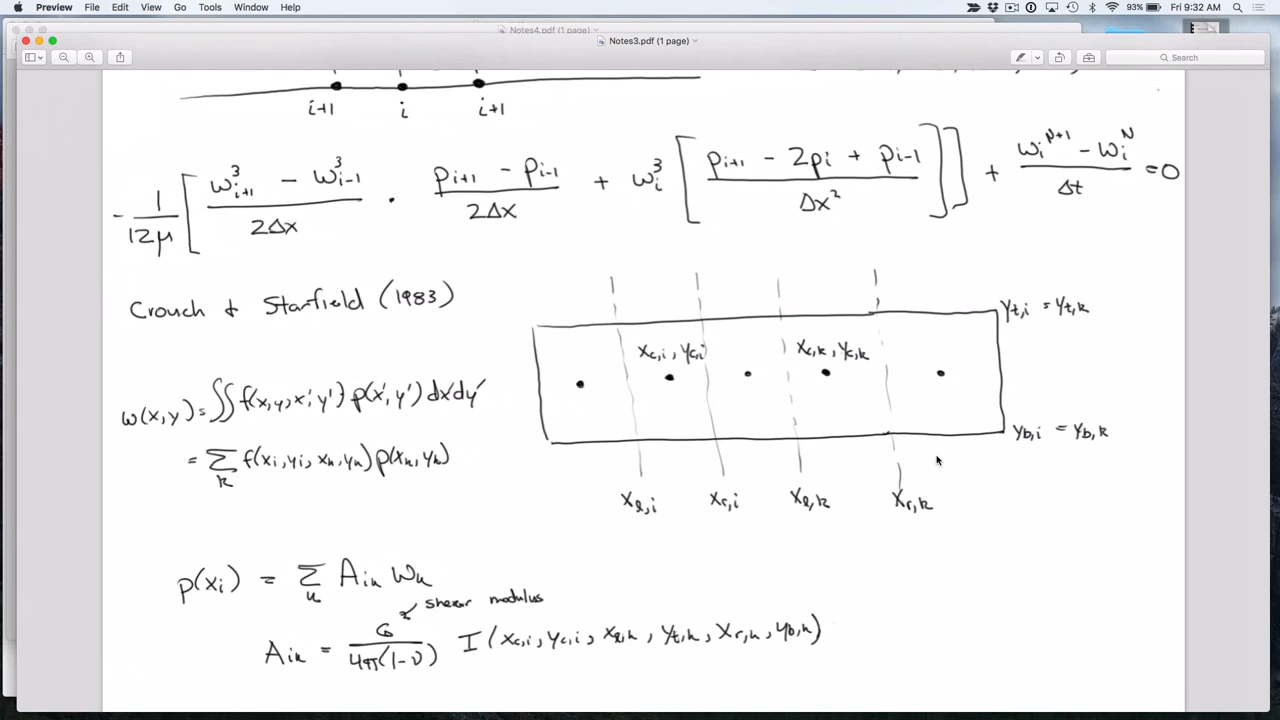 Preview File Edit View Go Tools Window Help 93% Fri 9:32 AM
Notes4.pdf (1 page)
Notes3.pdf (1 page)
Search
i+1 i i+1
- 1/12μ [ (w³i+1 - w³i-1)/2Δx · (pi+1 - pi-1)/2Δx + wi³ [ (pi+1 - 2pi + pi-1)/Δx² ] ] + (wi^N+1 - wi^N)/Δt = 0
Crouch & Starfield (1983)
yt,i = yt,k
xc,i , yc,i xc,k , yc,k
w(x,y) = ∬ f(x,y,x',y') p(x',y') dx'dy'
yb,i = yb,k
= Σk f(xi,yi,xk,yk) p(xk,yk)
xl,i xr,i xl,k xr,k
p(xi) = Σk Aik wk
shear modulus
Aik = G/4π(1-ν) I(xc,i, yc,i, xl,k, yt,k, xr,k, yb,k)